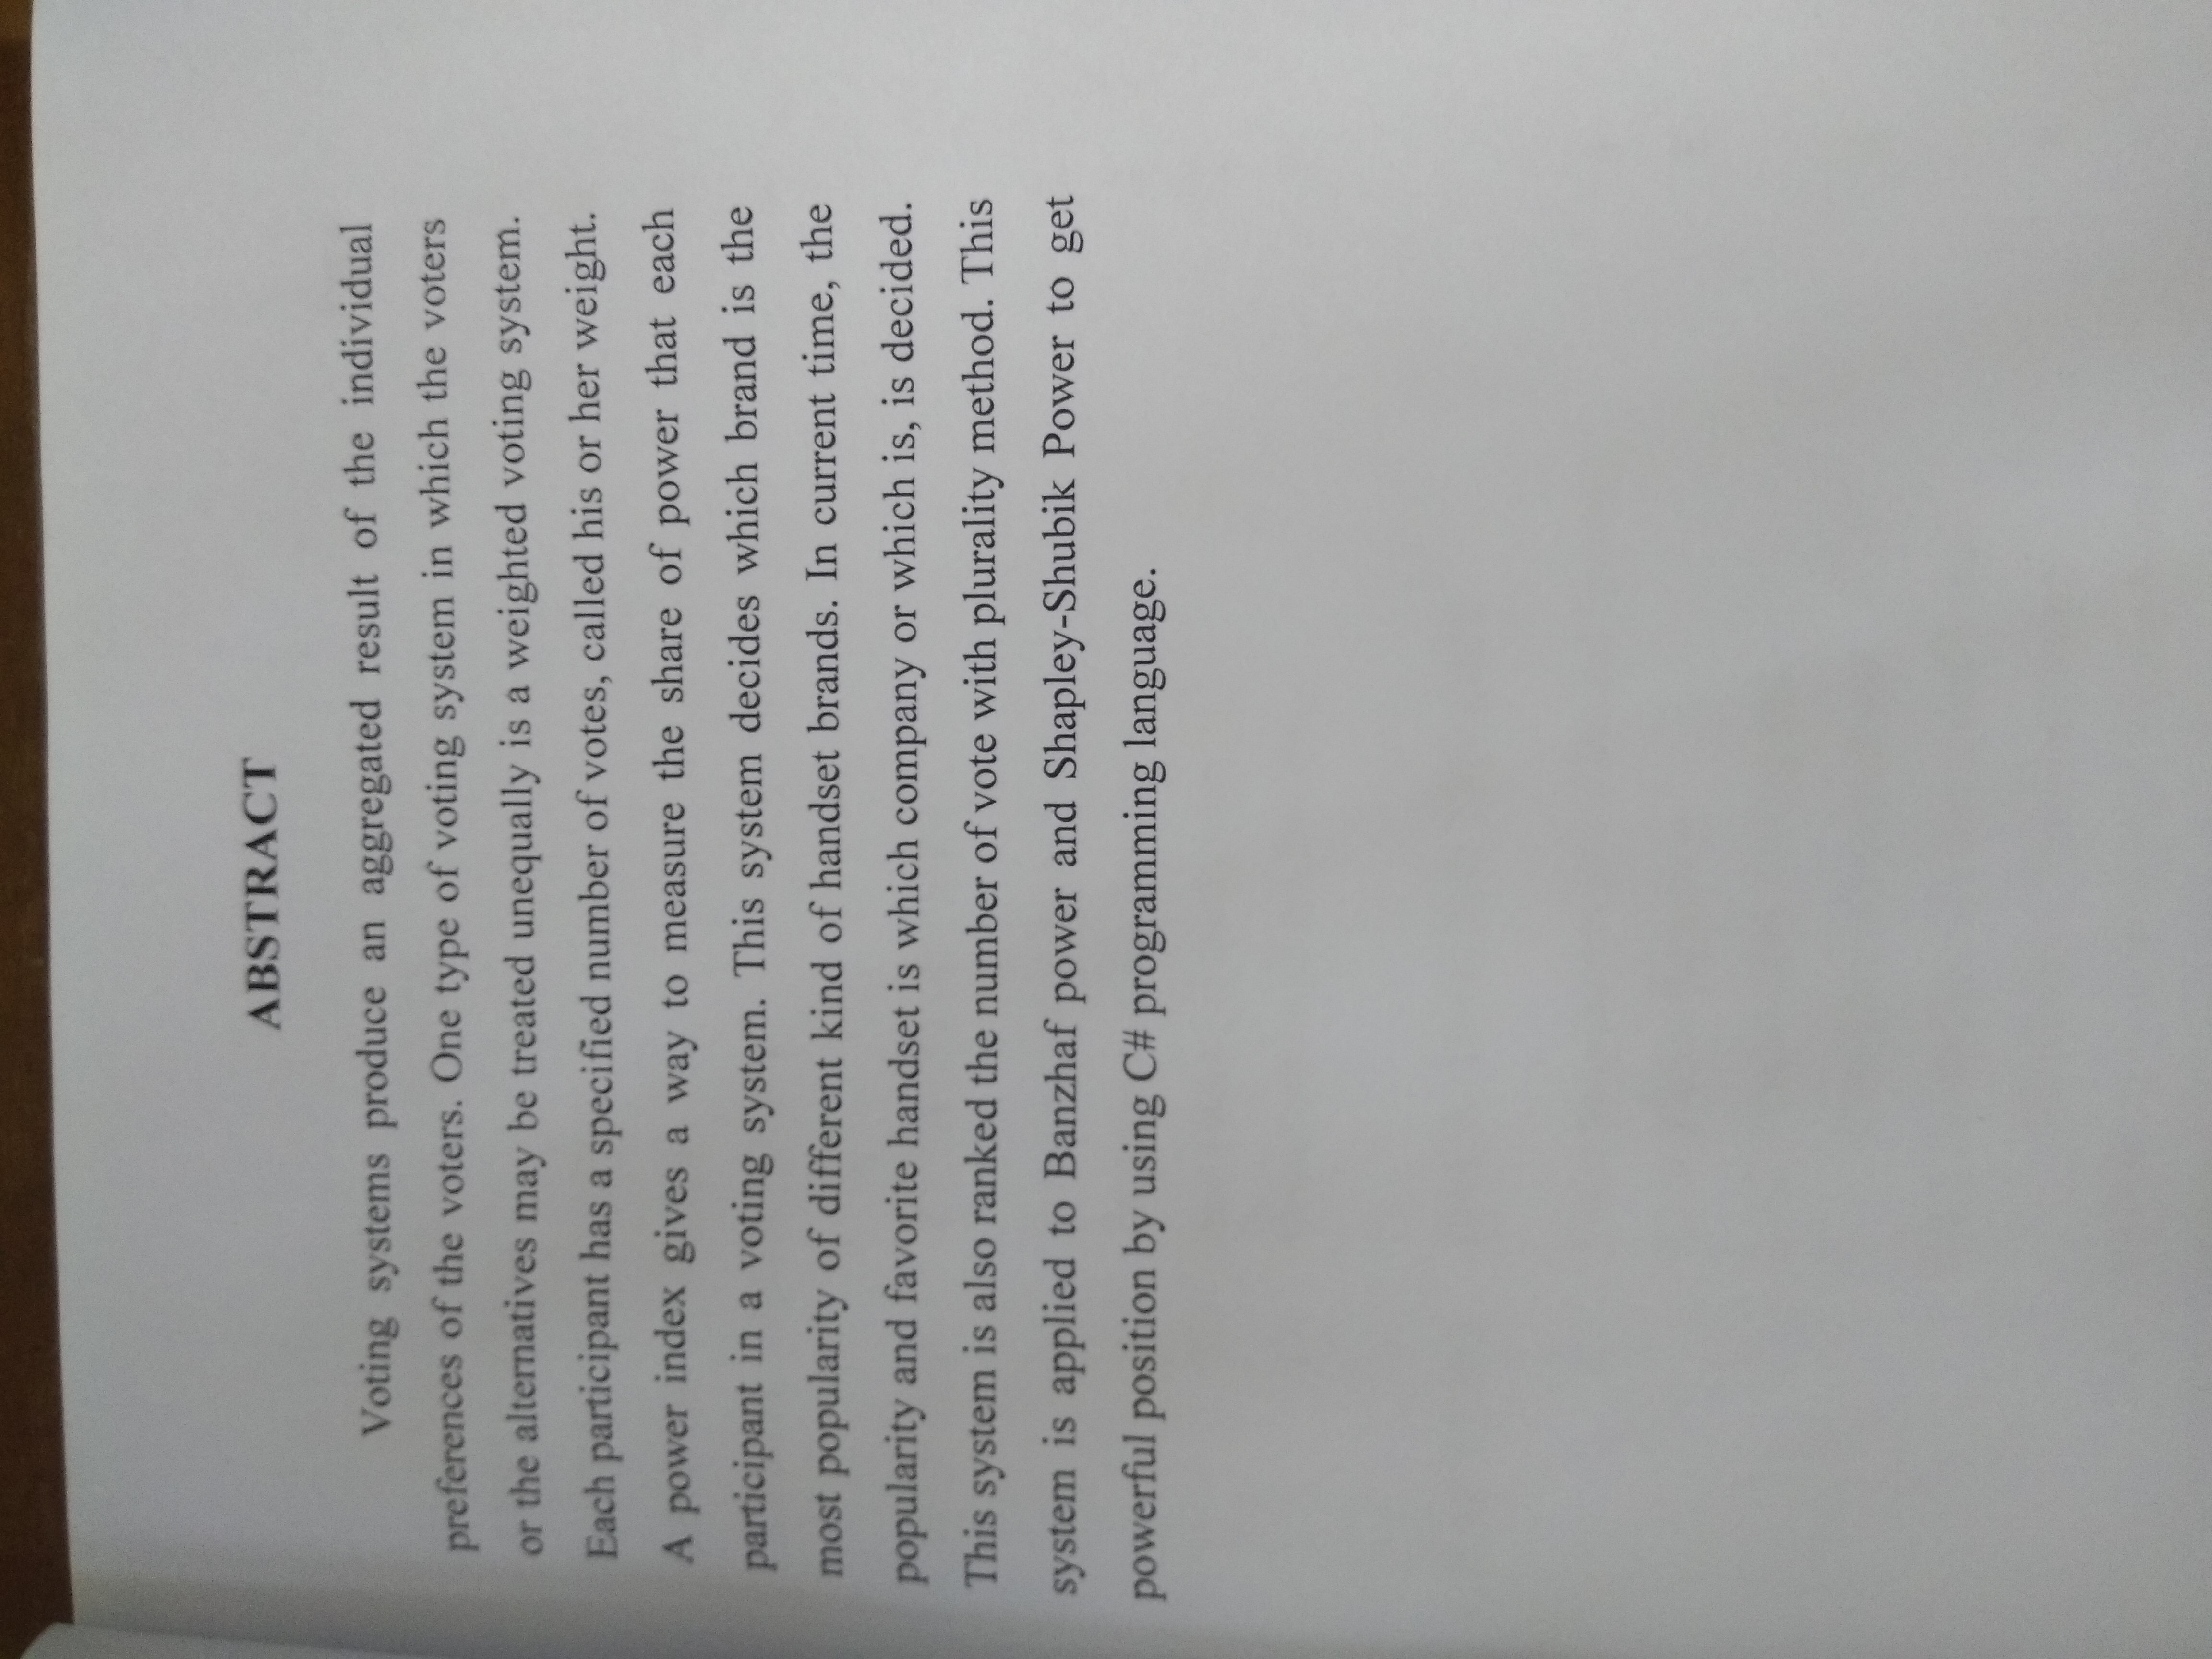 ABSTRACT
Voting systems produce an aggregated result of the individual
preferences of the voters. One type of voting system in which the voters
or the alternatives may be treated unequally is a weighted voting system.
Each participant has a specified number of votes, called his or her weight.
A power index gives a way to measure the share of power that each
participant in a voting system. This system decides which brand is the
most popularity of different kind of handset brands. In current time, the
popularity and favorite handset is which company or which is, is decided.
This system is also ranked the number of vote with plurality method. This
system is applied to Banzhaf power and Shapley-Shubik Power to get
powerful position by using C# programming language.